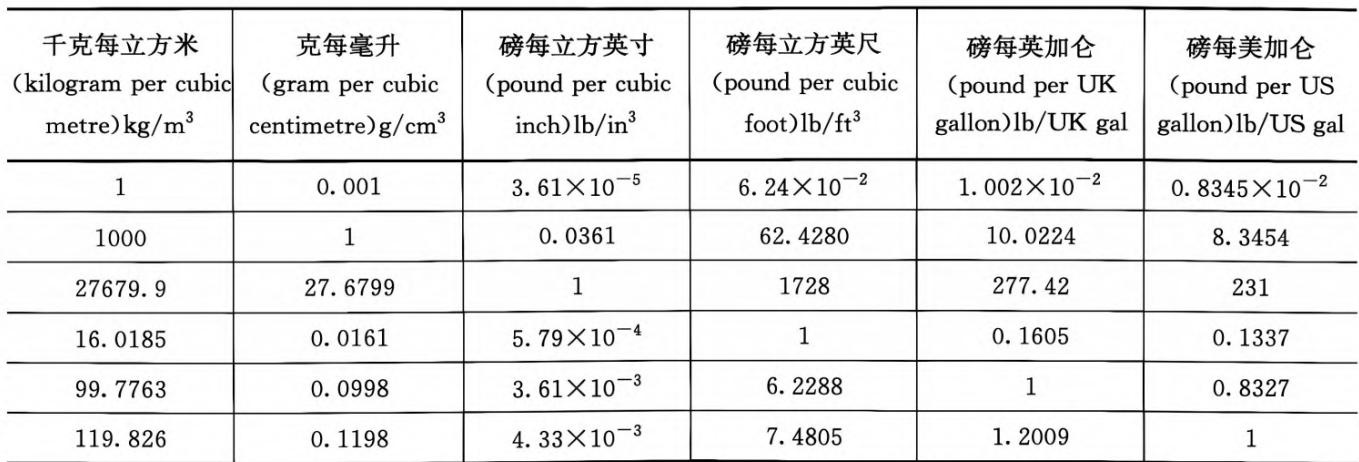 千克每立方米 克每毫升 磅每立方英寸 磅每立方英尺 磅每英加仑 磅每美加仑
(kilogram per cubic (gram per cubic (pound per cubic (pound per cubic (pound per UK (pound per US
metre)kg/m³ centimetre)g/cm³ inch)lb/in³ foot)lb/ft³ gallon)lb/UK gal gallon)lb/US gal
1 0.001 3.61×10⁻⁵ 6.24×10⁻² 1.002×10⁻² 0.8345×10⁻²
1000 1 0.0361 62.4280 10.0224 8.3454
27679.9 27.6799 1 1728 277.42 231
16.0185 0.0161 5.79×10⁻⁴ 1 0.1605 0.1337
99.7763 0.0998 3.61×10⁻³ 6.2288 1 0.8327
119.826 0.1198 4.33×10⁻³ 7.4805 1.2009 1